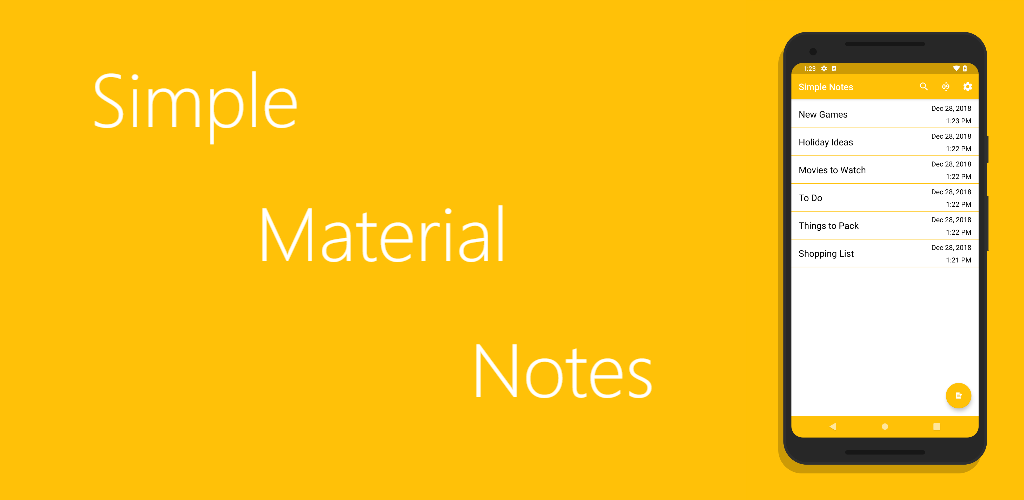 Simple
Material
Notes
1:23
Simple Notes
New Games
Dec 28, 2018
1:23 PM
Holiday Ideas
Dec 28, 2018
1:22 PM
Movies to Watch
Dec 28, 2018
1:22 PM
To Do
Dec 28, 2018
1:22 PM
Things to Pack
Dec 28, 2018
1:22 PM
Shopping List
Dec 28, 2018
1:21 PM